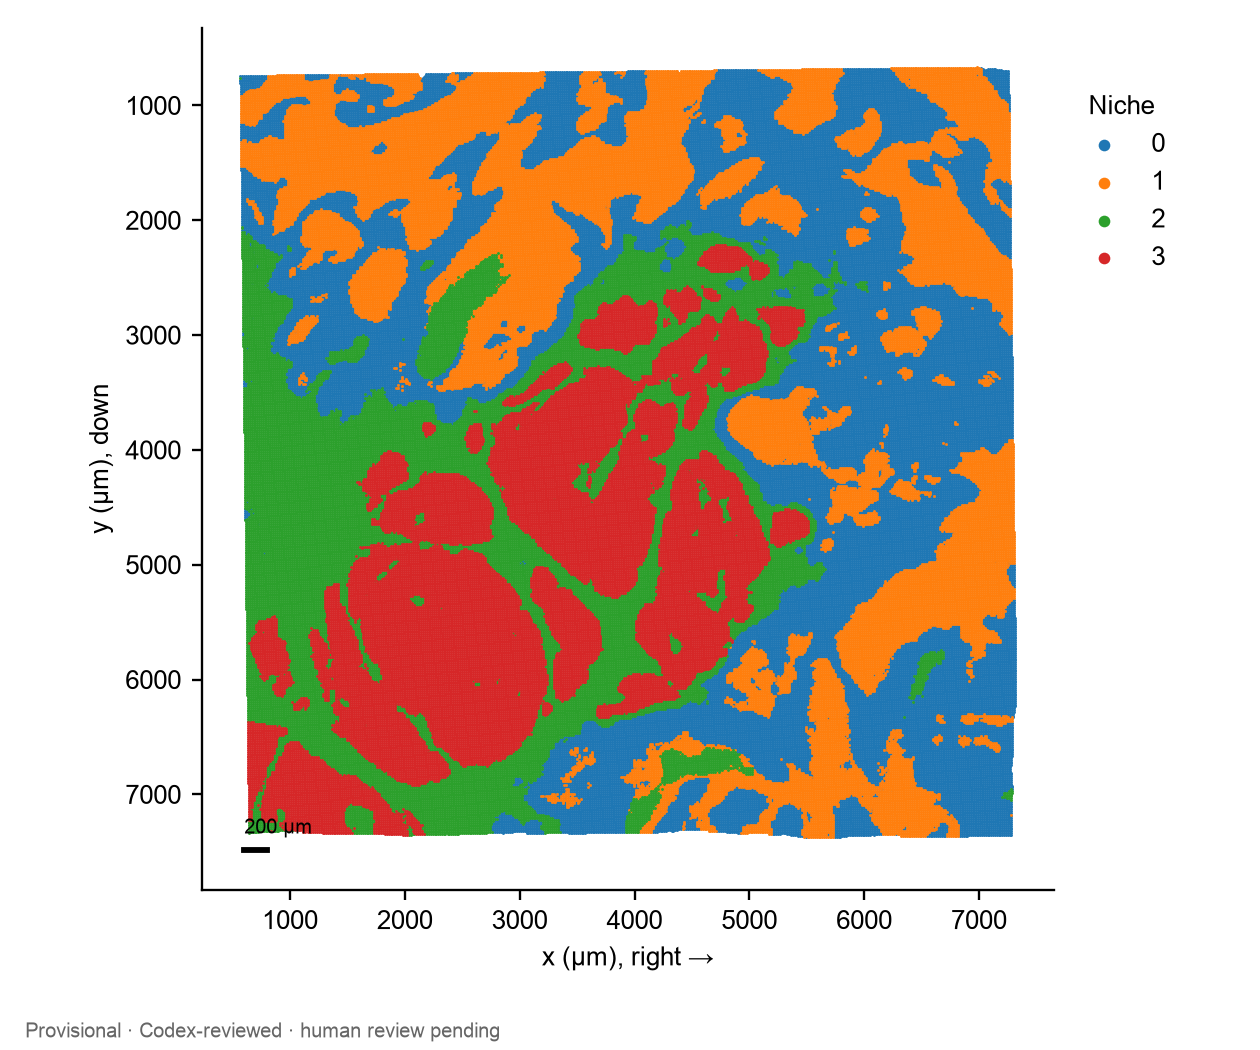 1000
2000
3000
4000
5000
6000
7000
y (µm), down
200 µm
1000 2000 3000 4000 5000 6000 7000
x (µm), right →
Niche
0
1
2
3
Provisional · Codex-reviewed · human review pending